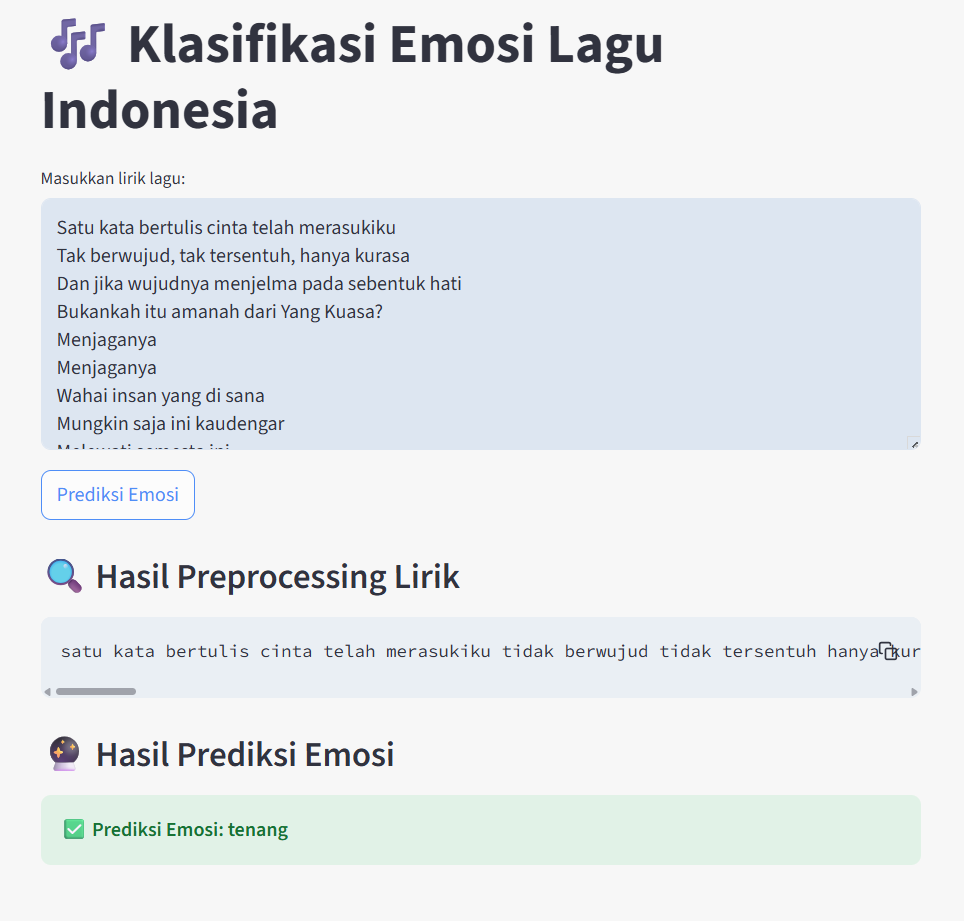 Klasifikasi Emosi Lagu
Indonesia
Masukkan lirik lagu:
Satu kata bertulis cinta telah merasukiku
Tak berwujud, tak tersentuh, hanya kurasa
Dan jika wujudnya menjelma pada sebentuk hati
Bukankah itu amanah dari Yang Kuasa?
Menjaganya
Menjaganya
Wahai insan yang di sana
Mungkin saja ini kaudengar
Melewati semesta ini
Prediksi Emosi
Hasil Preprocessing Lirik
satu kata bertulis cinta telah merasukiku tidak berwujud tidak tersentuh hanya kur
Hasil Prediksi Emosi
Prediksi Emosi: tenang